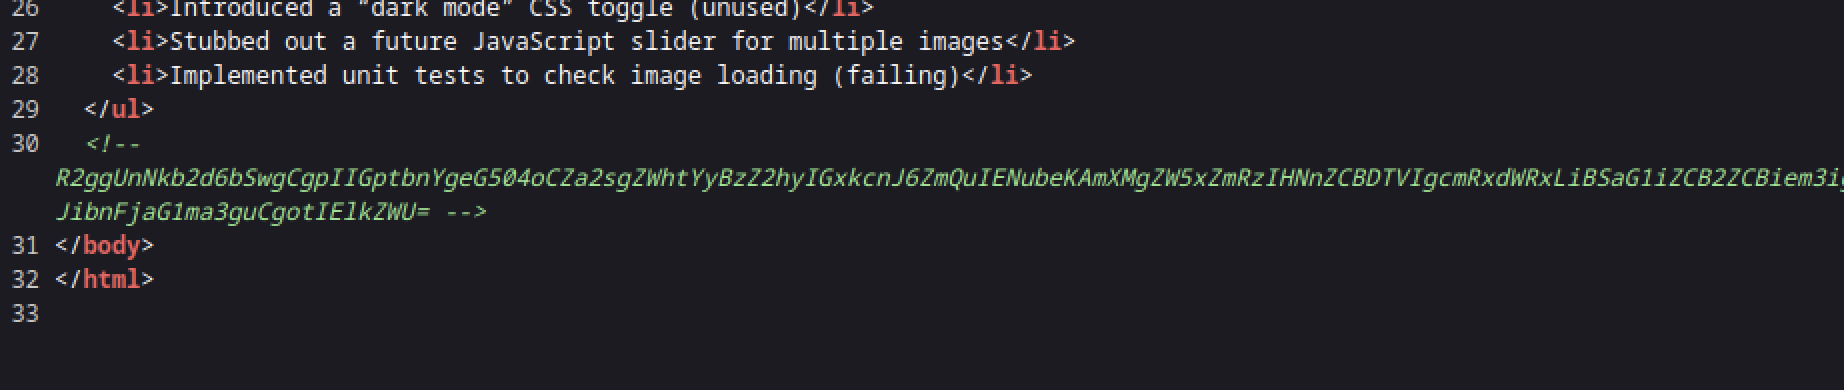 26 <li>Introduced a "dark mode" CSS toggle (unused)</li>
27 <li>Stubbed out a future JavaScript slider for multiple images</li>
28 <li>Implemented unit tests to check image loading (failing)</li>
29 </ul>
30 <!--
R2ggUnNkb2d6bSwgCgpIIGptbnYgeG504oCZa2sgZWhtYyBzZ2hyIGxkcnJ6ZmQuIENubeKAmXMgZW5xZmRzIHNnZCBDTVIgcmRxdWRxLiBSaG1iZCB2ZCBiem3ig
JibnFjaG1ma3guCgotIElkZWU= -->
31 </body>
32 </html>
33